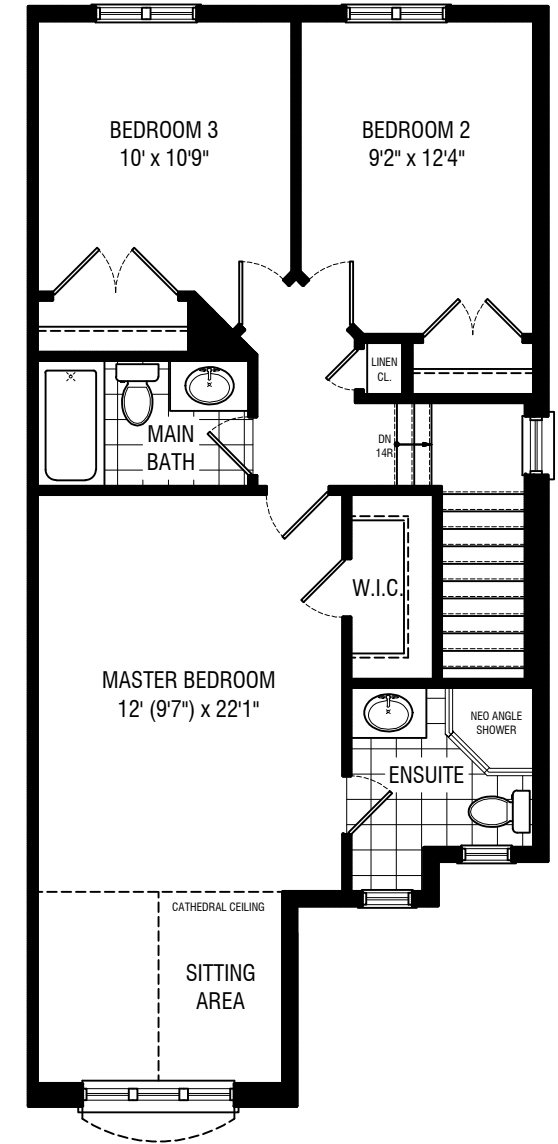 BEDROOM 3
10' x 10'9"
BEDROOM 2
9'2" x 12'4"
LINEN
CL.
MAIN
BATH
DN
14R
W.I.C.
MASTER BEDROOM
12' (9'7") x 22'1"
NEO ANGLE
SHOWER
ENSUITE
CATHEDRAL CEILING
SITTING
AREA